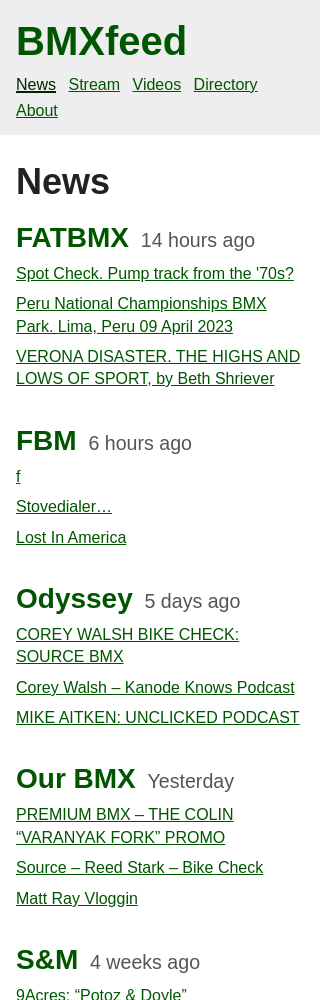 BMXfeed
News Stream Videos Directory
About
News
FATBMX 14 hours ago
Spot Check. Pump track from the '70s?
Peru National Championships BMX
Park. Lima, Peru 09 April 2023
VERONA DISASTER. THE HIGHS AND
LOWS OF SPORT, by Beth Shriever
FBM 6 hours ago
f
Stovedialer…
Lost In America
Odyssey 5 days ago
COREY WALSH BIKE CHECK:
SOURCE BMX
Corey Walsh – Kanode Knows Podcast
MIKE AITKEN: UNCLICKED PODCAST
Our BMX Yesterday
PREMIUM BMX – THE COLIN
“VARANYAK FORK” PROMO
Source – Reed Stark – Bike Check
Matt Ray Vloggin
S&M 4 weeks ago
9Acres: “Potoz & Doyle”